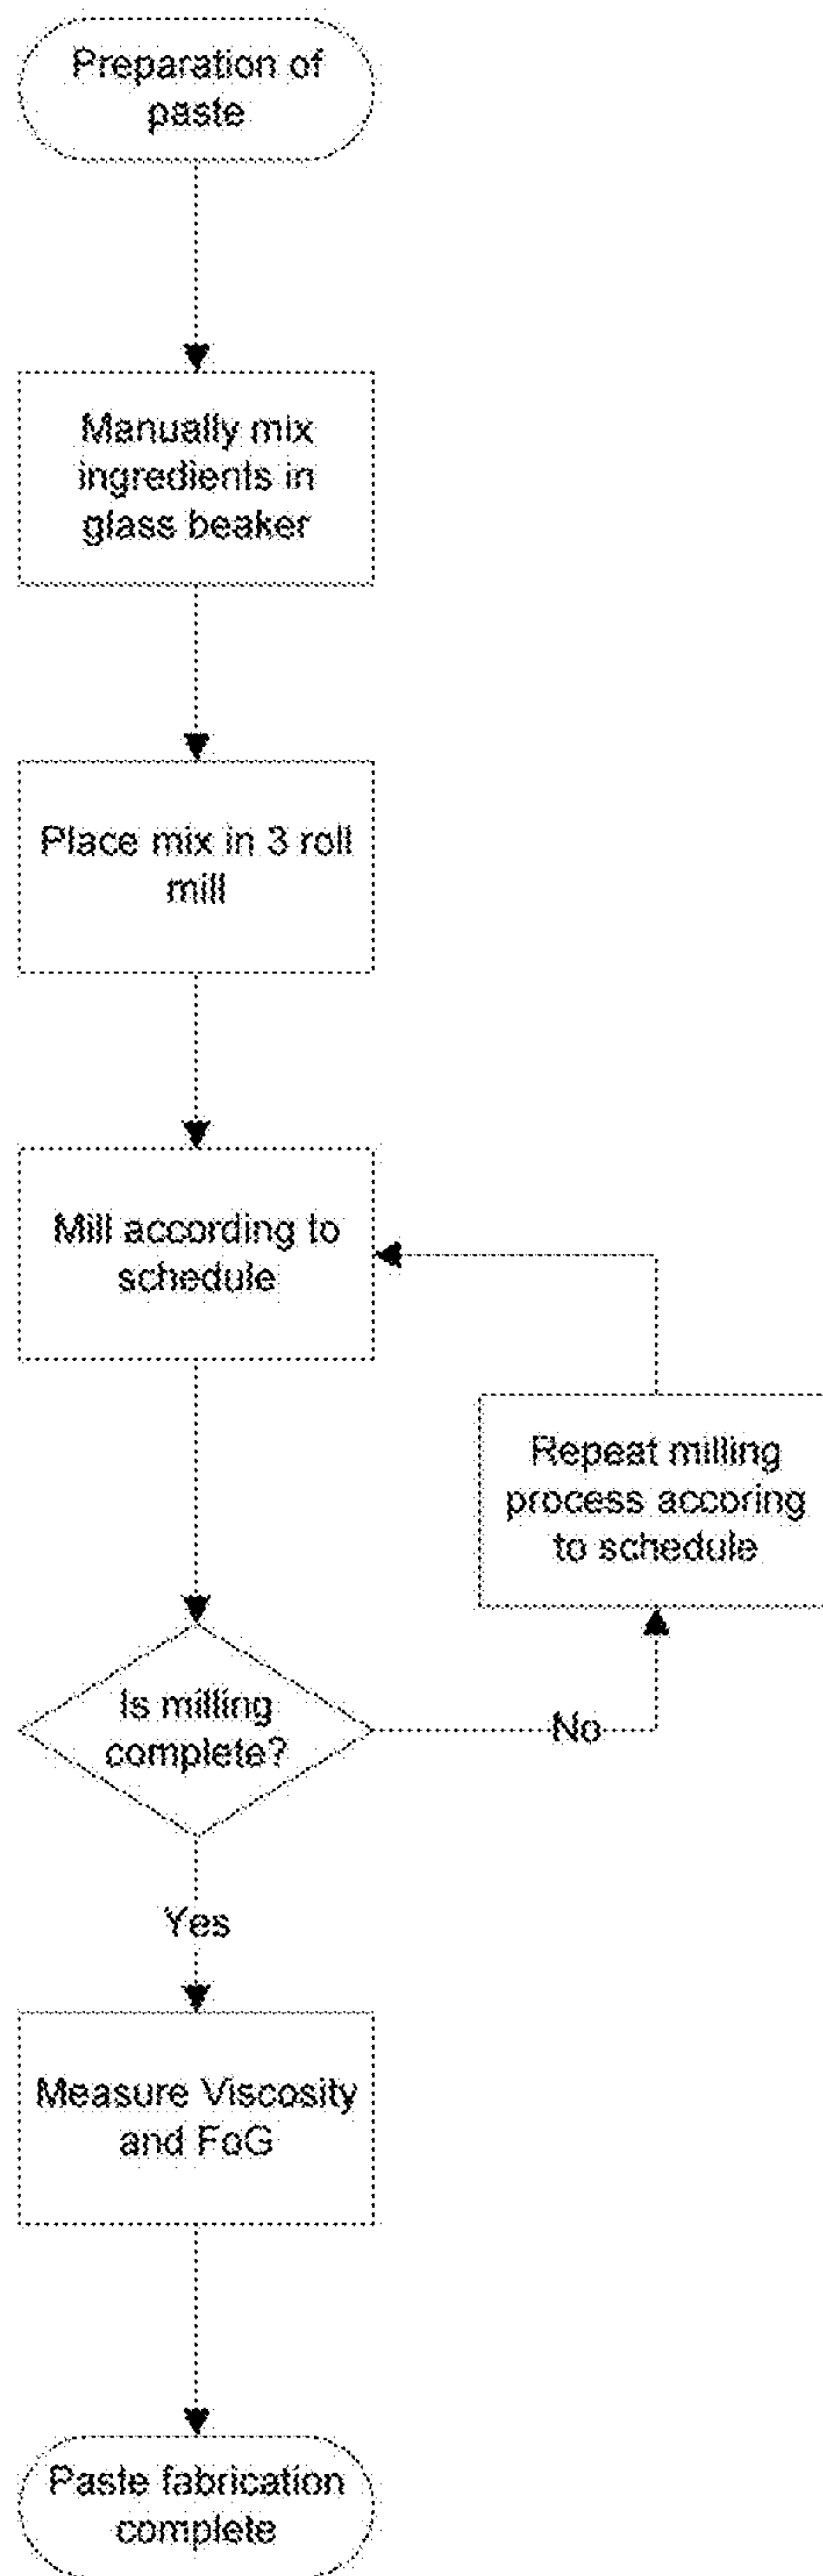 Preparation of
paste
Manually mix
ingredients in
glass beaker
Place mix in 3 roll
mill
Mill according to
schedule
Repeat milling
process accoring
to schedule
Is milling
complete?
No
Yes
Measure Viscosity
and FoG
Paste fabrication
complete